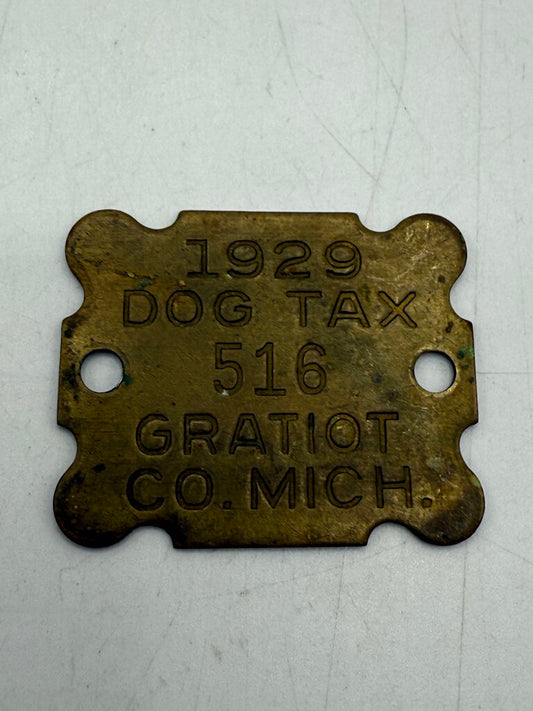 1929
DOG TAX
516
GRATIOT
CO. MICH.